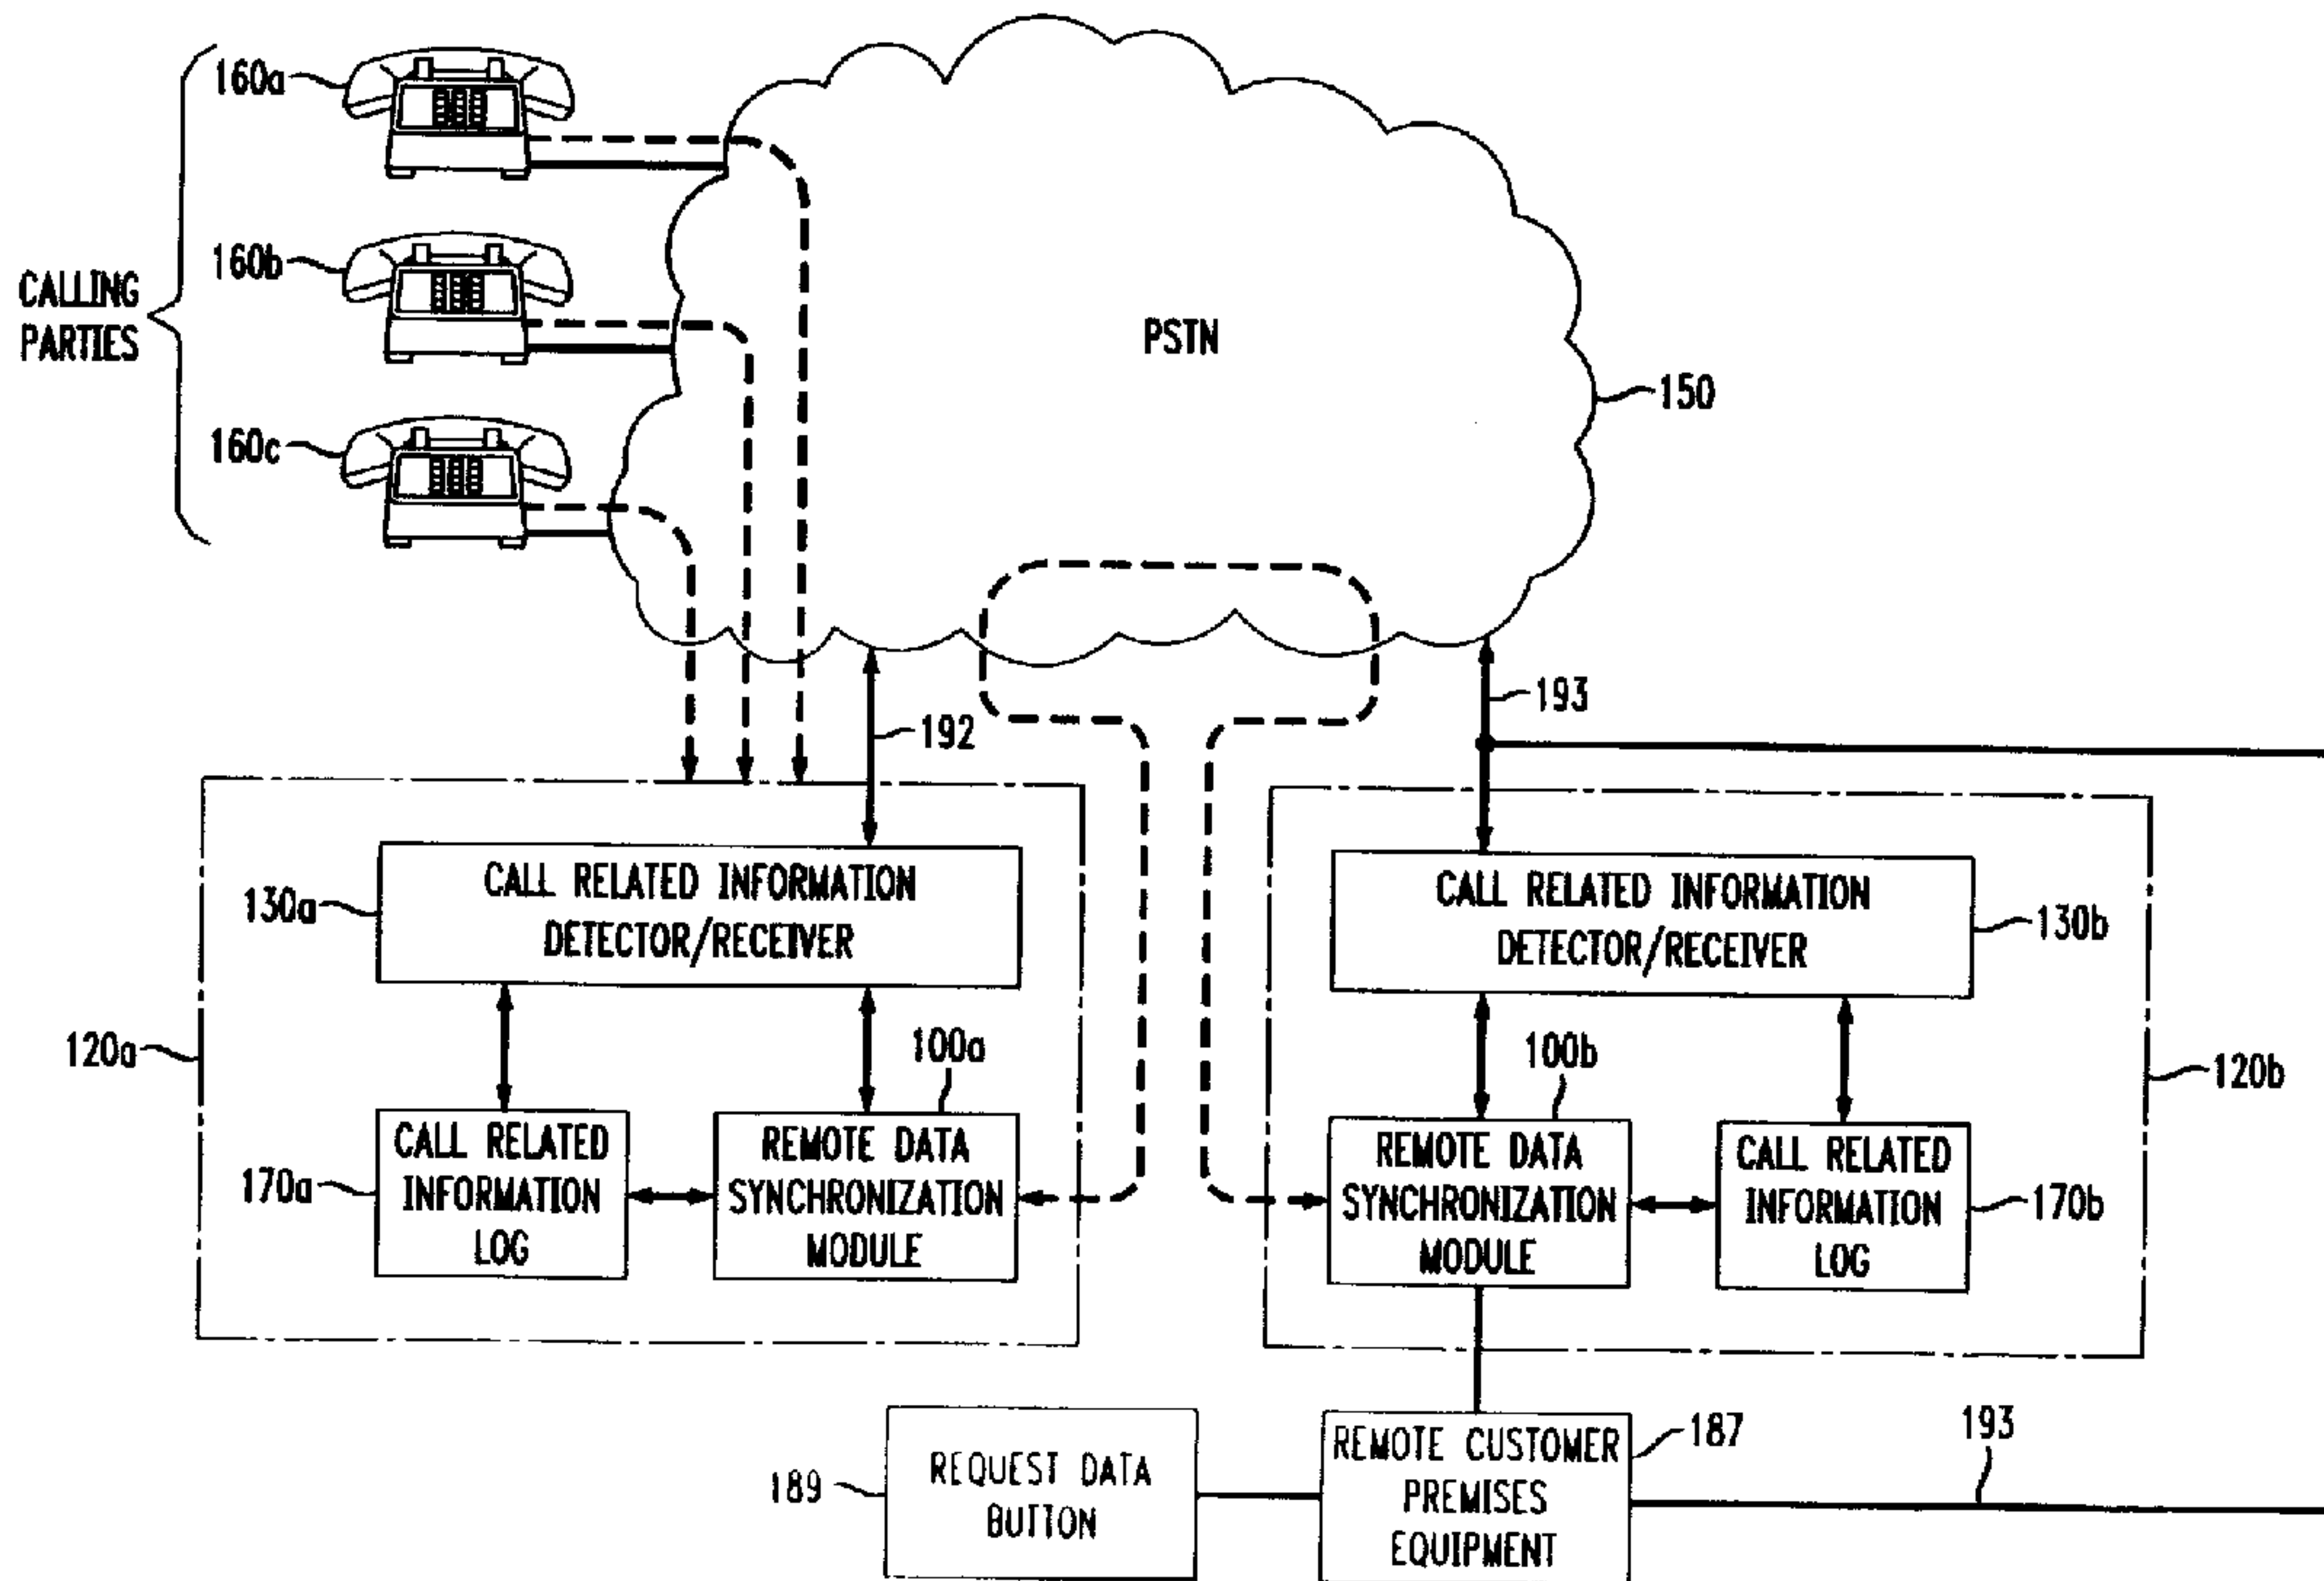 160a
160b
CALLING
PARTIES
160c
PSTN
150
192
193
CALL RELATED INFORMATION
DETECTOR/RECEIVER
130a
CALL RELATED INFORMATION
DETECTOR/RECEIVER
130b
120a
100a
100b
120b
CALL RELATED
INFORMATION
LOG
170a
REMOTE DATA
SYNCHRONIZATION
MODULE
REMOTE DATA
SYNCHRONIZATION
MODULE
CALL RELATED
INFORMATION
LOG
170b
REQUEST DATA
BUTTON
189
REMOTE CUSTOMER
PREMISES
EQUIPMENT
187
193